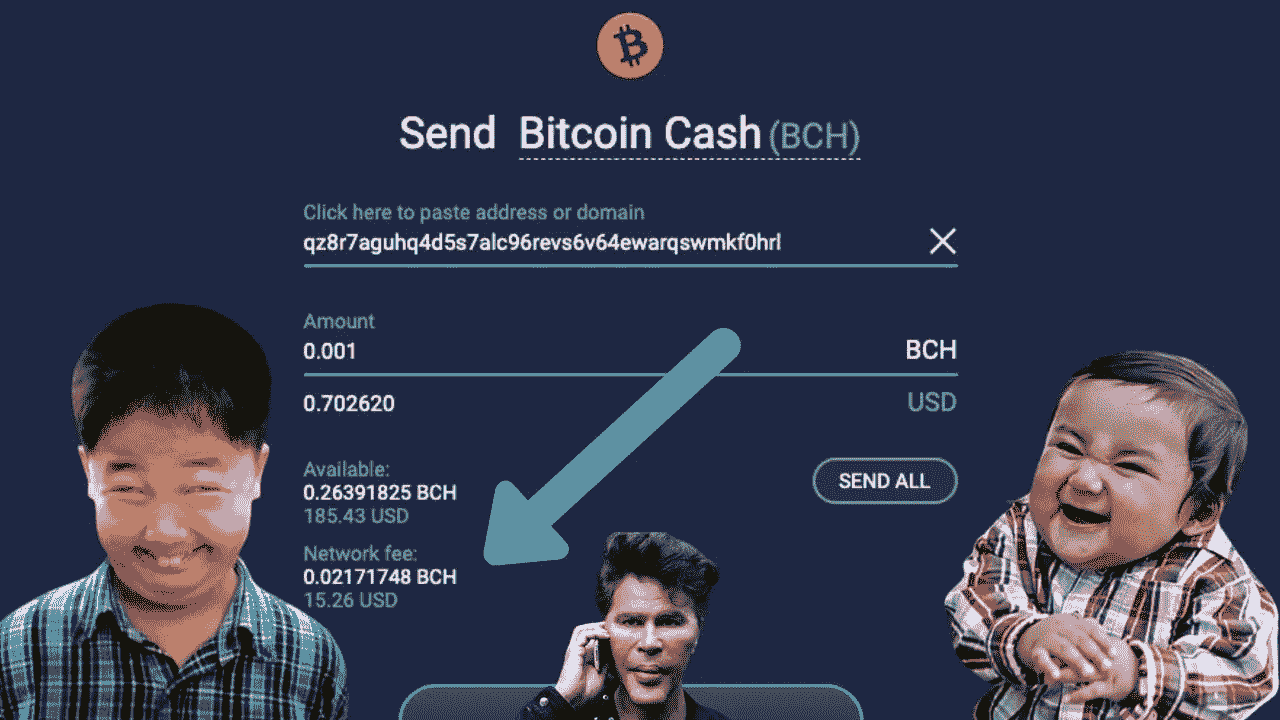 Send Bitcoin Cash (BCH)
Click here to paste address or domain
qz8r7aguhq4d5s7alc96revs6v64ewarqswmkf0hrl
Amount
0.001 BCH
0.702620 USD
Available:
0.26391825 BCH
185.43 USD
SEND ALL
Network fee:
0.02171748 BCH
15.26 USD